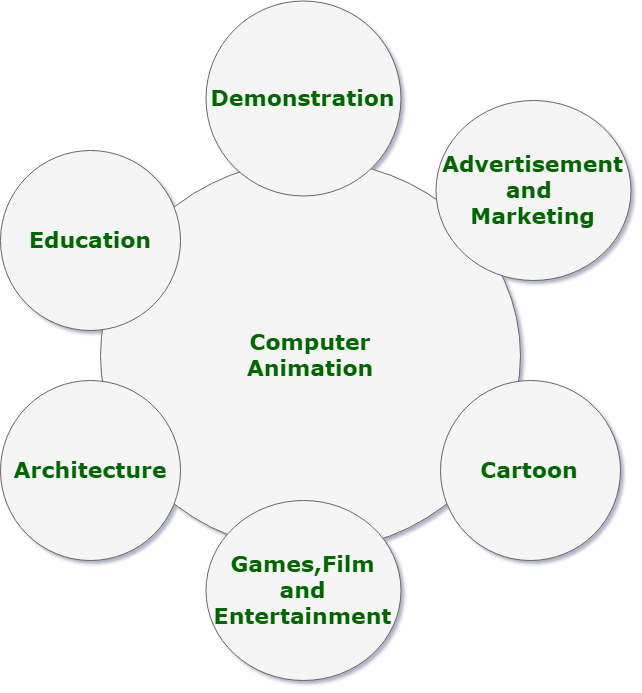 Demonstration
Advertisement
and
Marketing
Education
Computer
Animation
Architecture
Cartoon
Games,Film
and
Entertainment